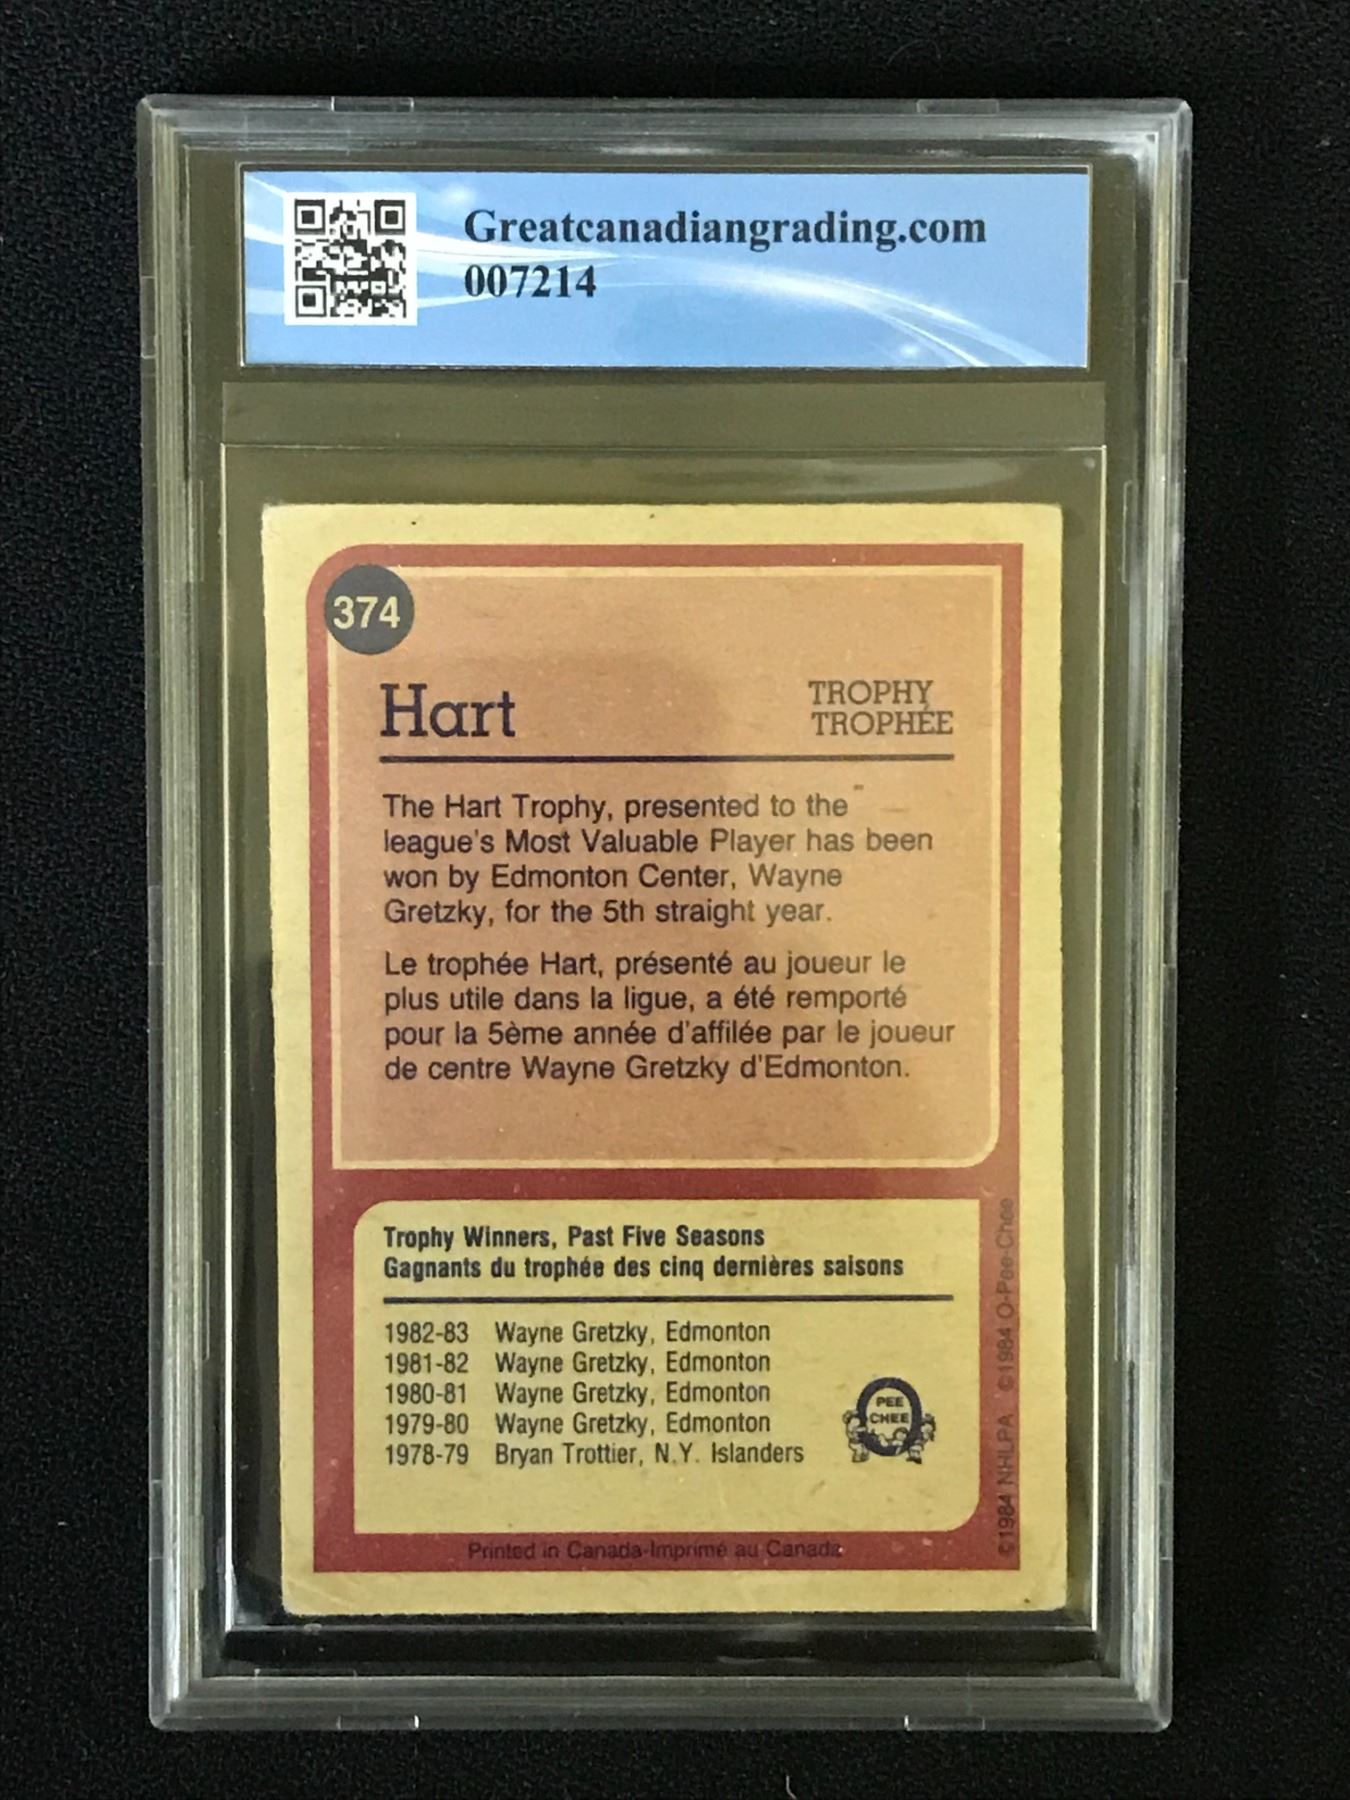 Greatcanadiangrading.com
007214
374
Hart
TROPHY
TROPHÉE
The Hart Trophy, presented to the
league's Most Valuable Player has been
won by Edmonton Center, Wayne
Gretzky, for the 5th straight year.
Le trophée Hart, présenté au joueur le
plus utile dans la ligue, a été remporté
pour la 5ème année d'affilée par le joueur
de centre Wayne Gretzky d'Edmonton.
Trophy Winners, Past Five Seasons
Gagnants du trophée des cinq dernières saisons
1982-83 Wayne Gretzky, Edmonton
1981-82 Wayne Gretzky, Edmonton
1980-81 Wayne Gretzky, Edmonton
1979-80 Wayne Gretzky, Edmonton
1978-79 Bryan Trottier, N.Y. Islanders
PEE
CHEE
©1984 NHLPA ©1984 O-Pee-Chee
Printed in Canada-Imprimé au Canada